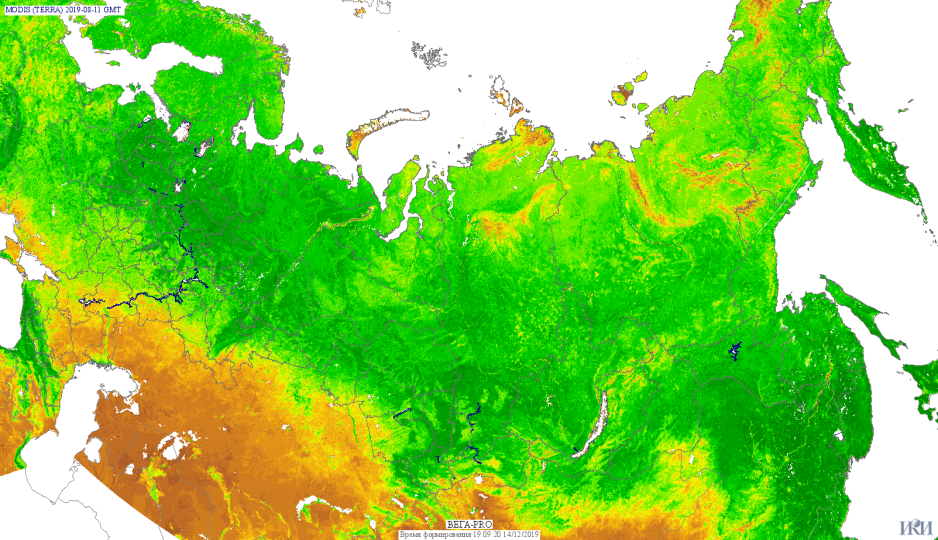 MODIS (TERRA) 2019-08-11 GMT
ВЕГА-PRO
Время формирования 19:09:20 14/12/2019
ИКИ